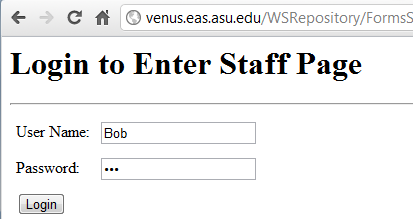 venus.eas.asu.edu/WSRepository/FormsS
Login to Enter Staff Page
User Name: Bob
Password: •••
Login